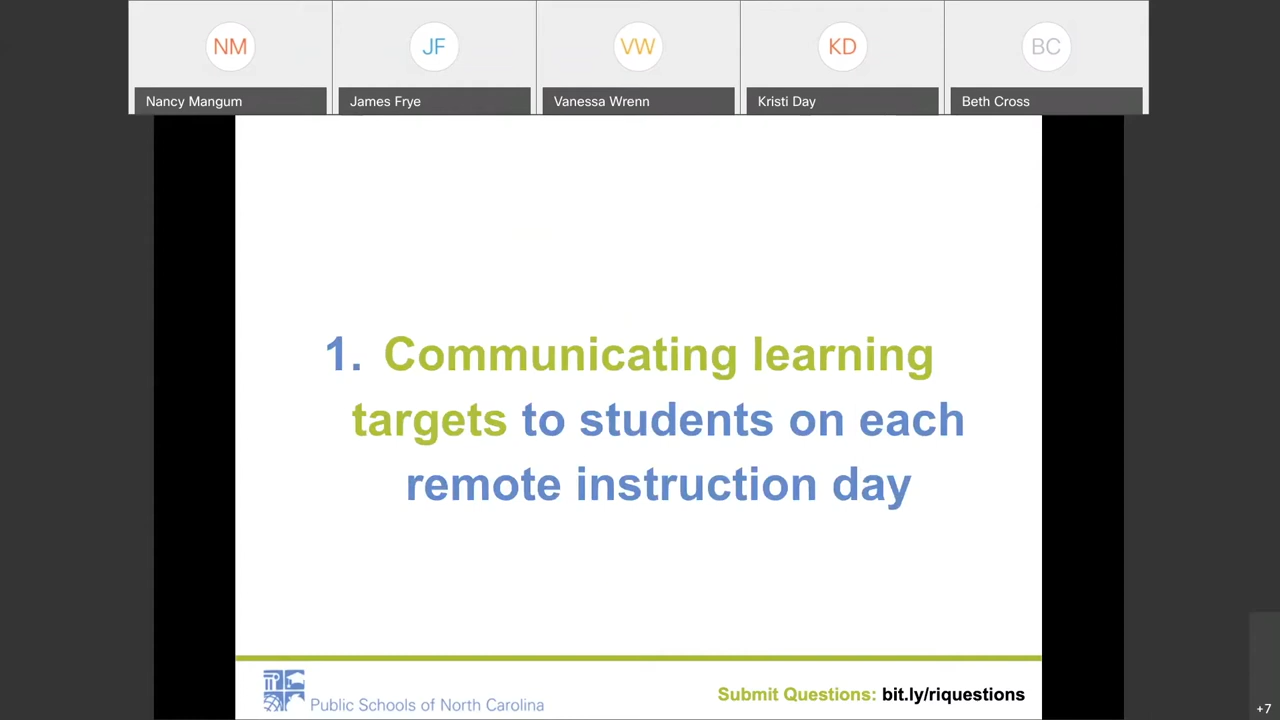 NM
JF
VW
KD
BC
Nancy Mangum
James Frye
Vanessa Wrenn
Kristi Day
Beth Cross
1. Communicating learning
targets to students on each
remote instruction day
Public Schools of North Carolina
Submit Questions: bit.ly/riquestions
+7